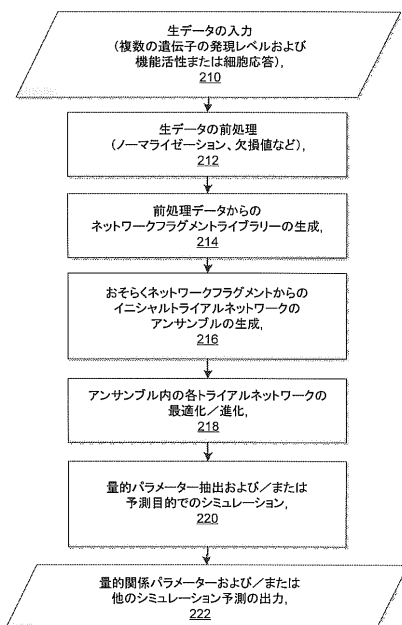 生データの入力
(複数の遺伝子の発現レベルおよび
機能活性または細胞応答),
210
生データの前処理
(ノーマライゼーション、欠損値など),
212
前処理データからの
ネットワークフラグメントライブラリーの生成,
214
おそらくネットワークフラグメントからの
イニシャルトライアルネットワークの
アンサンブルの生成,
216
アンサンブル内の各トライアルネットワークの
最適化/進化,
218
量的パラメーター抽出および/または
予測目的でのシミュレーション,
220
量的関係パラメーターおよび/または
他のシミュレーション予測の出力,
222